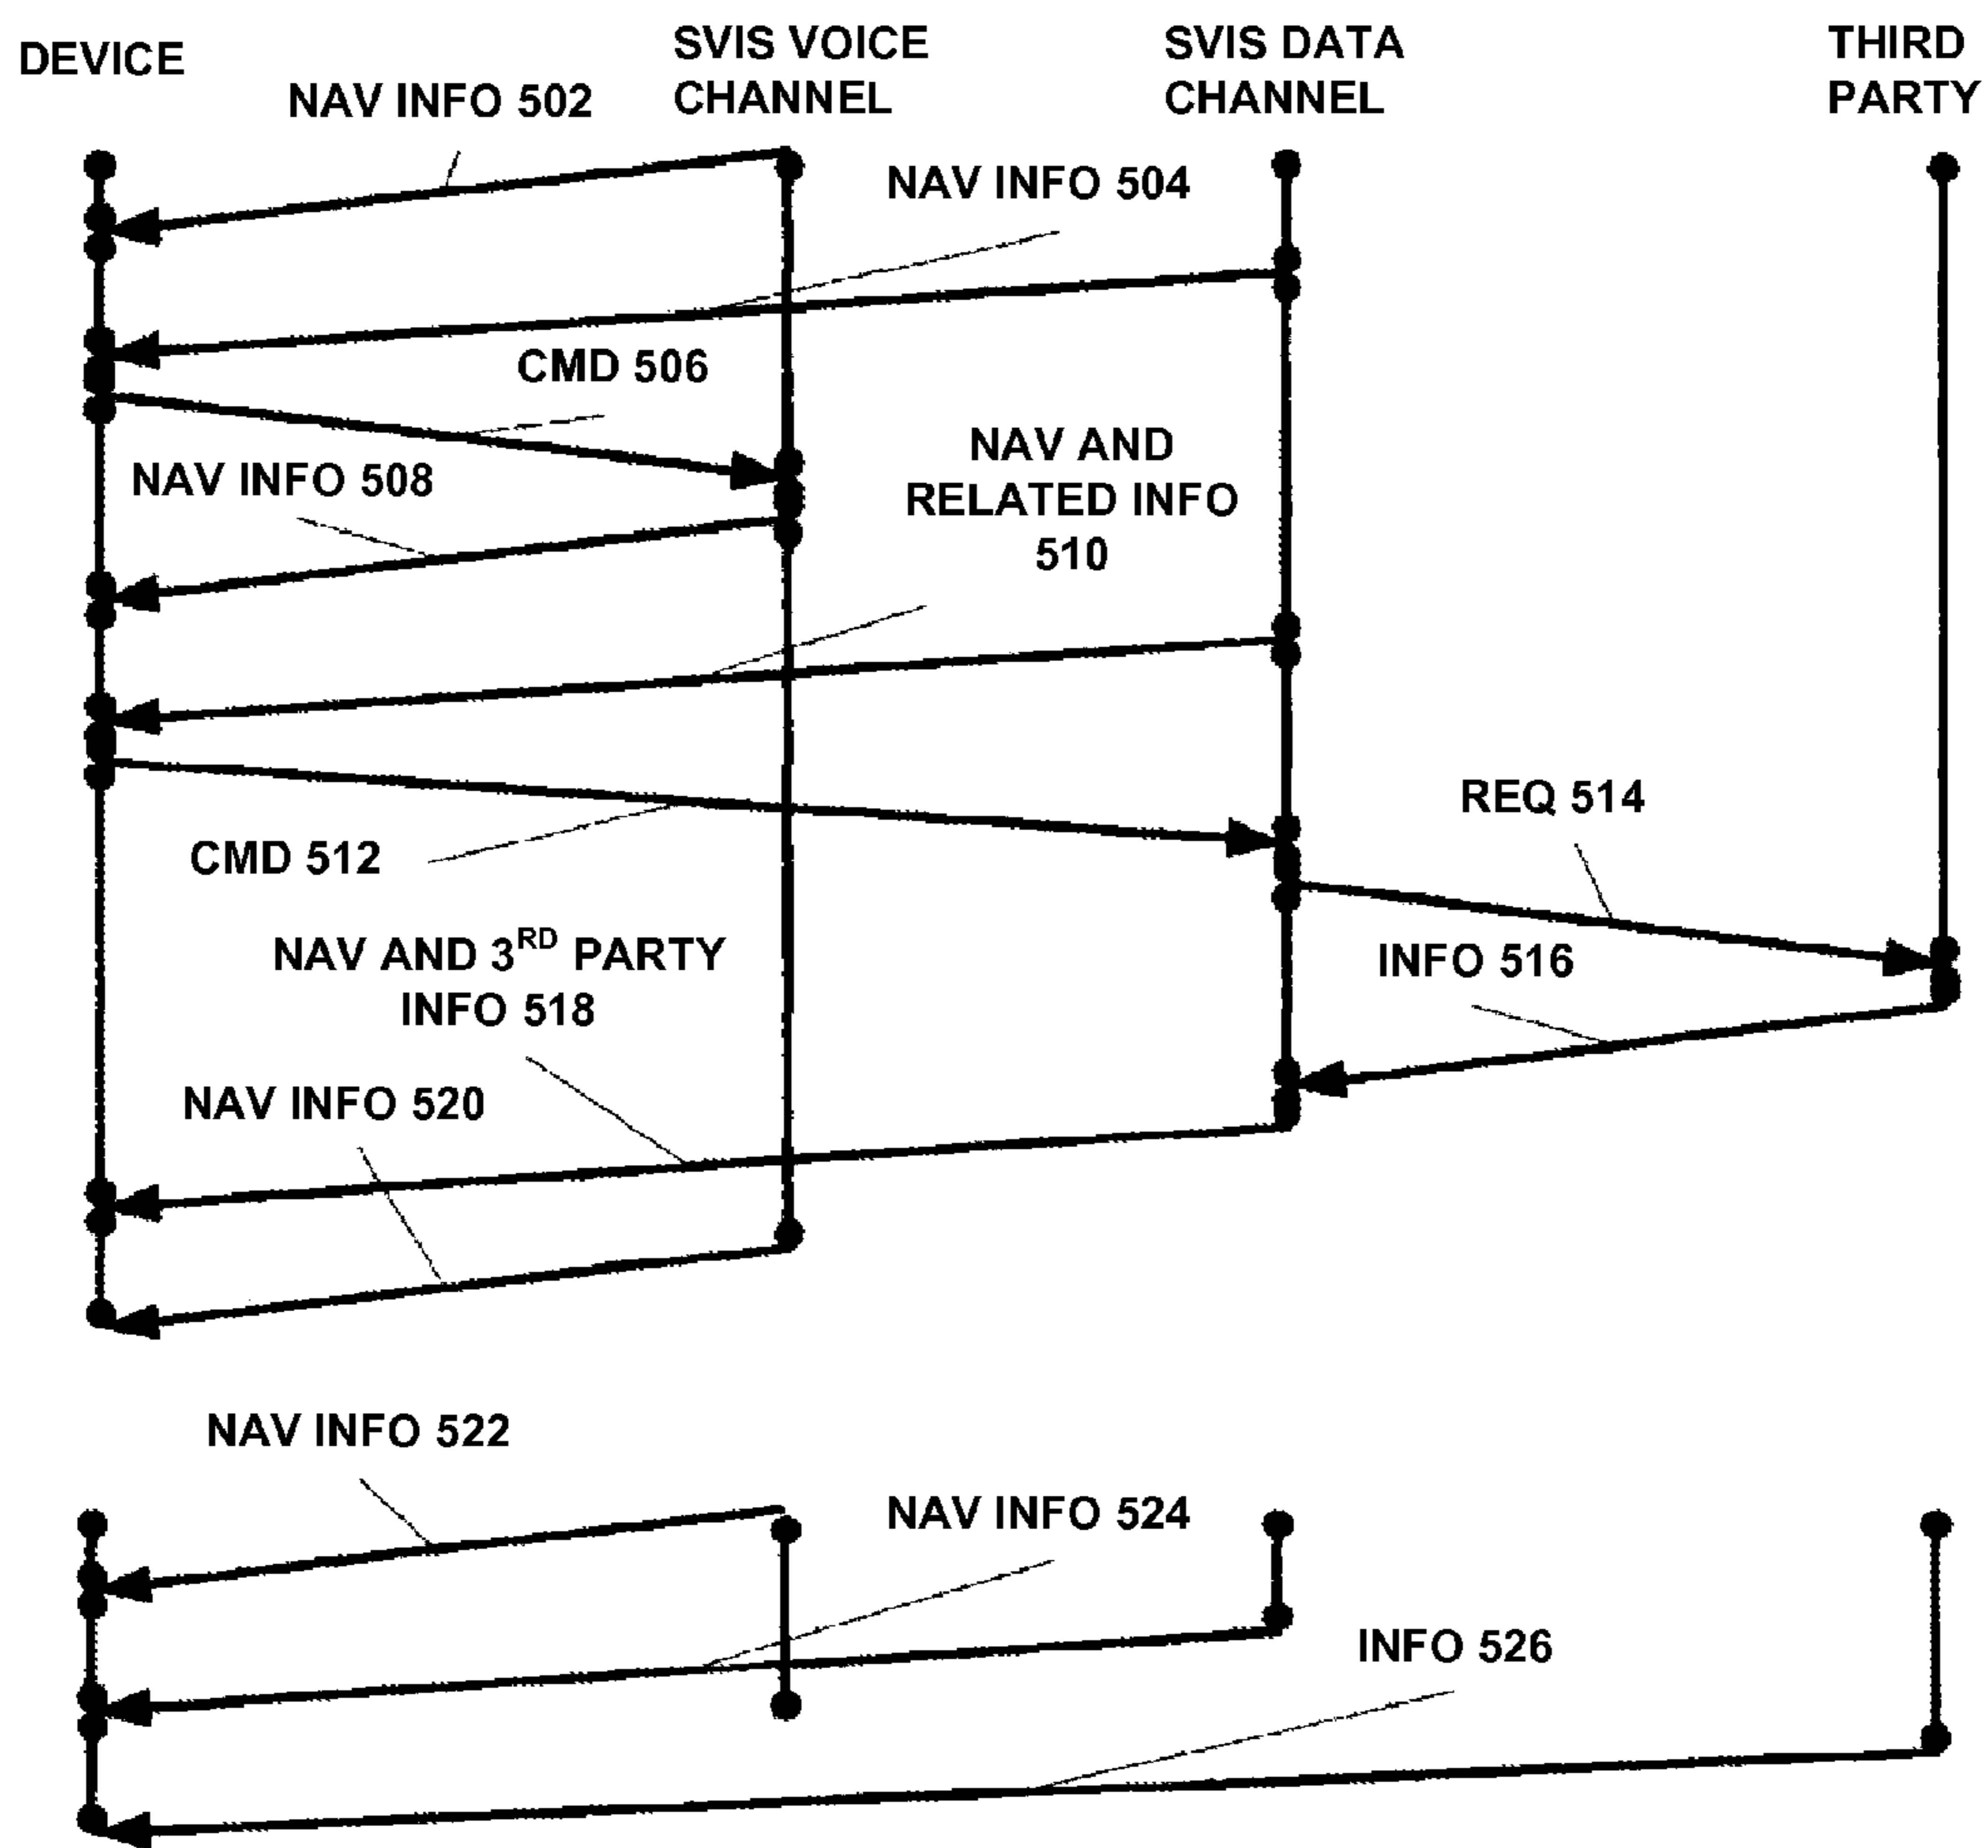 DEVICE
SVIS VOICE
CHANNEL
SVIS DATA
CHANNEL
THIRD
PARTY
NAV INFO 502
NAV INFO 504
CMD 506
NAV INFO 508
NAV AND
RELATED INFO
510
CMD 512
REQ 514
INFO 516
NAV AND 3RD PARTY
INFO 518
NAV INFO 520
NAV INFO 522
NAV INFO 524
INFO 526